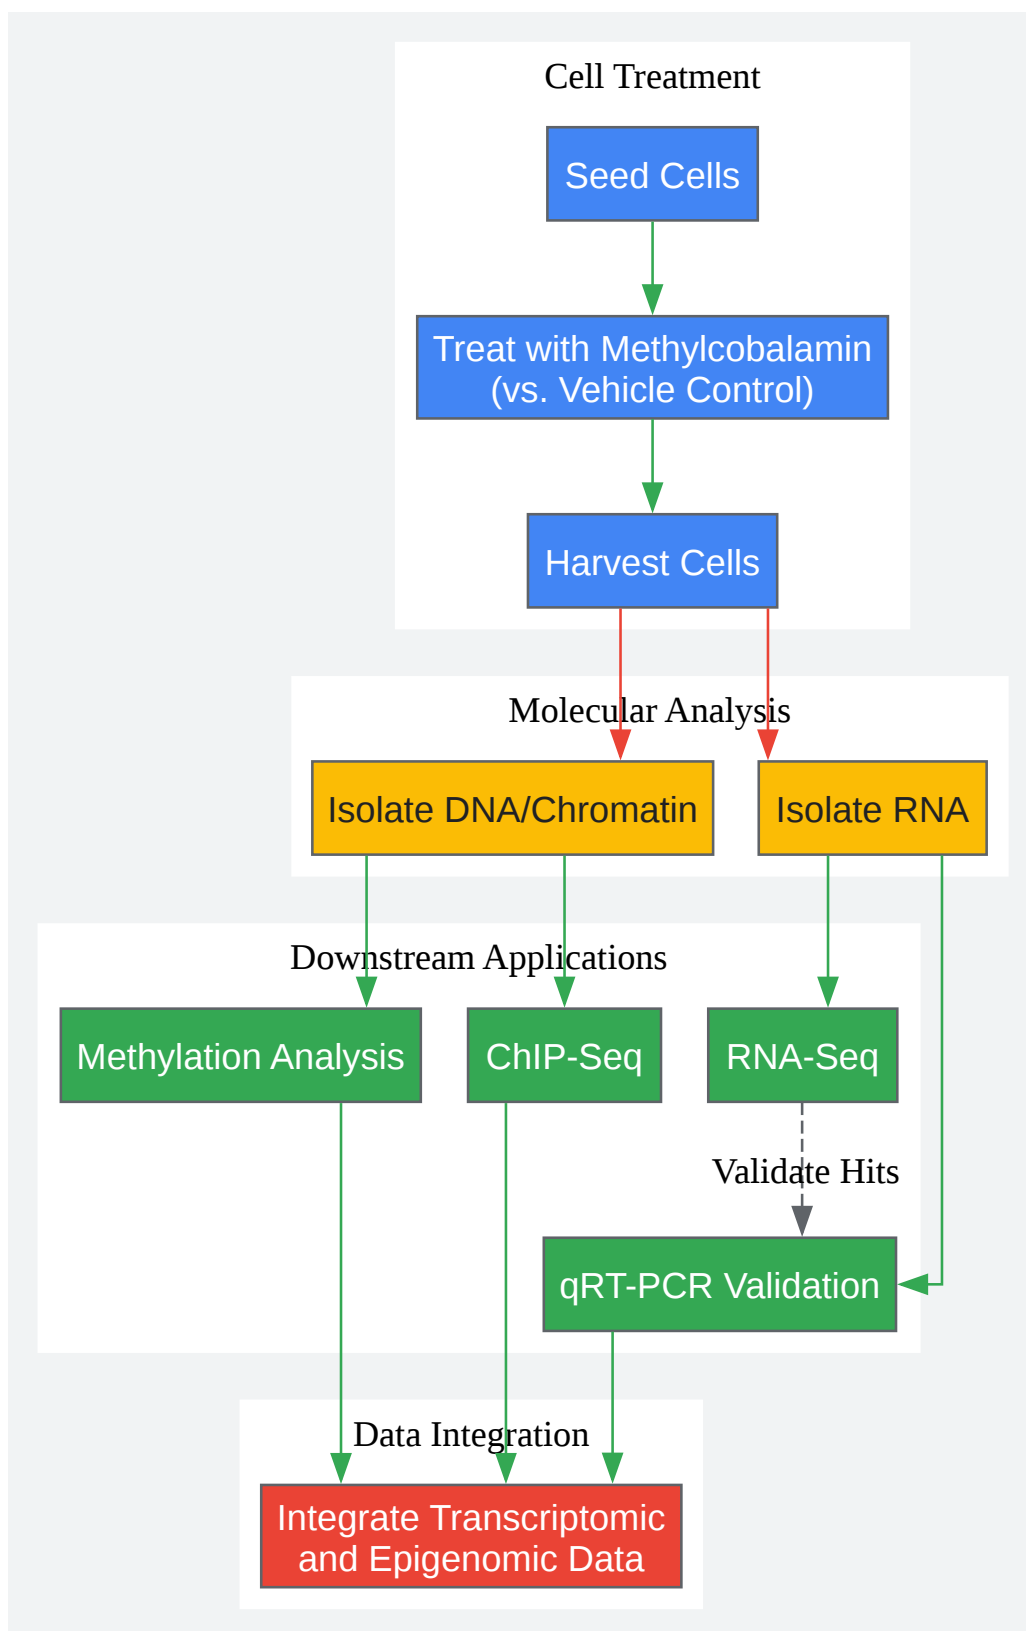 Cell Treatment
Seed Cells
Treat with Methylcobalamin
(vs. Vehicle Control)
Harvest Cells
Molecular Analysis
Isolate DNA/Chromatin
Isolate RNA
Downstream Applications
Methylation Analysis
ChIP-Seq
RNA-Seq
Validate Hits
qRT-PCR Validation
Data Integration
Integrate Transcriptomic
and Epigenomic Data